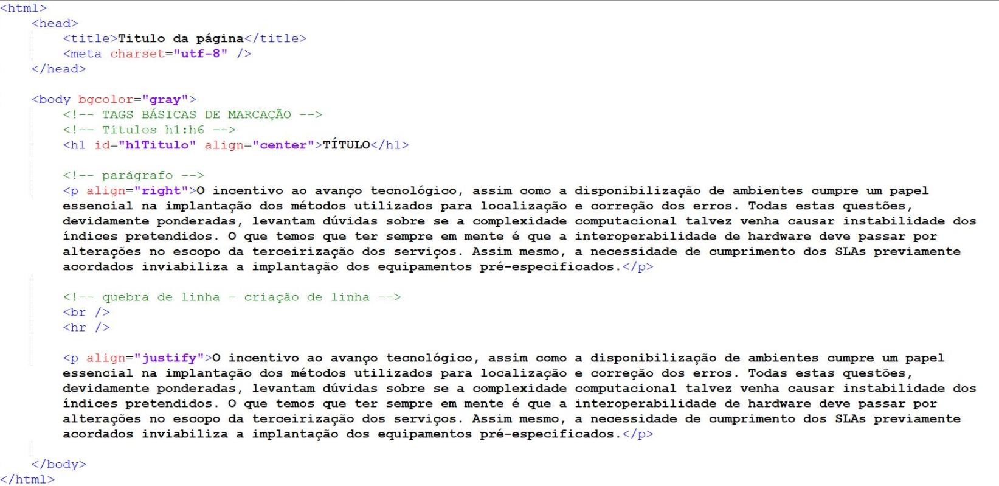 <html>
<head>
<title>Titulo da página</title>
<meta charset="utf-8" />
</head>
<body bgcolor="gray">
<!-- TAGS BÁSICAS DE MARCAÇÃO -->
<!-- Títulos h1:h6 -->
<h1 id="h1Titulo" align="center">TÍTULO</h1>
<!-- parágrafo -->
<p align="right">O incentivo ao avanço tecnológico, assim como a disponibilização de ambientes cumpre um papel
essencial na implantação dos métodos utilizados para localização e correção dos erros. Todas estas questões,
devidamente ponderadas, levantam dúvidas sobre se a complexidade computacional talvez venha causar instabilidade dos
índices pretendidos. O que temos que ter sempre em mente é que a interoperabilidade de hardware deve passar por
alterações no escopo da terceirização dos serviços. Assim mesmo, a necessidade de cumprimento dos SLAs previamente
acordados inviabiliza a implantação dos equipamentos pré-especificados.</p>
<!-- quebra de linha - criação de linha -->
<br />
<hr />
<p align="justify">O incentivo ao avanço tecnológico, assim como a disponibilização de ambientes cumpre um papel
essencial na implantação dos métodos utilizados para localização e correção dos erros. Todas estas questões,
devidamente ponderadas, levantam dúvidas sobre se a complexidade computacional talvez venha causar instabilidade dos
índices pretendidos. O que temos que ter sempre em mente é que a interoperabilidade de hardware deve passar por
alterações no escopo da terceirização dos serviços. Assim mesmo, a necessidade de cumprimento dos SLAs previamente
acordados inviabiliza a implantação dos equipamentos pré-especificados.</p>
</body>
</html>